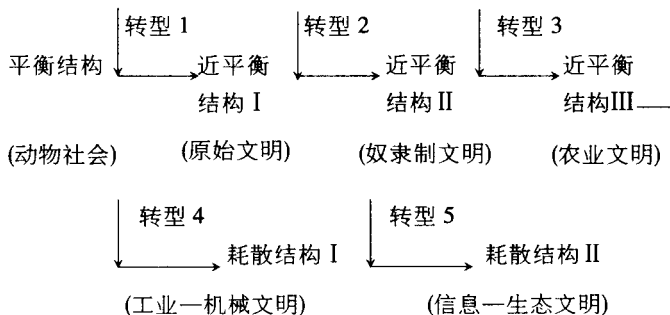 转型 1 转型 2 转型 3
平衡结构 近平衡 近平衡 近平衡
结构 I 结构 II 结构III
(动物社会) (原始文明) (奴隶制文明) (农业文明)
转型 4 转型 5
耗散结构 I 耗散结构 II
(工业—机械文明) (信息—生态文明)